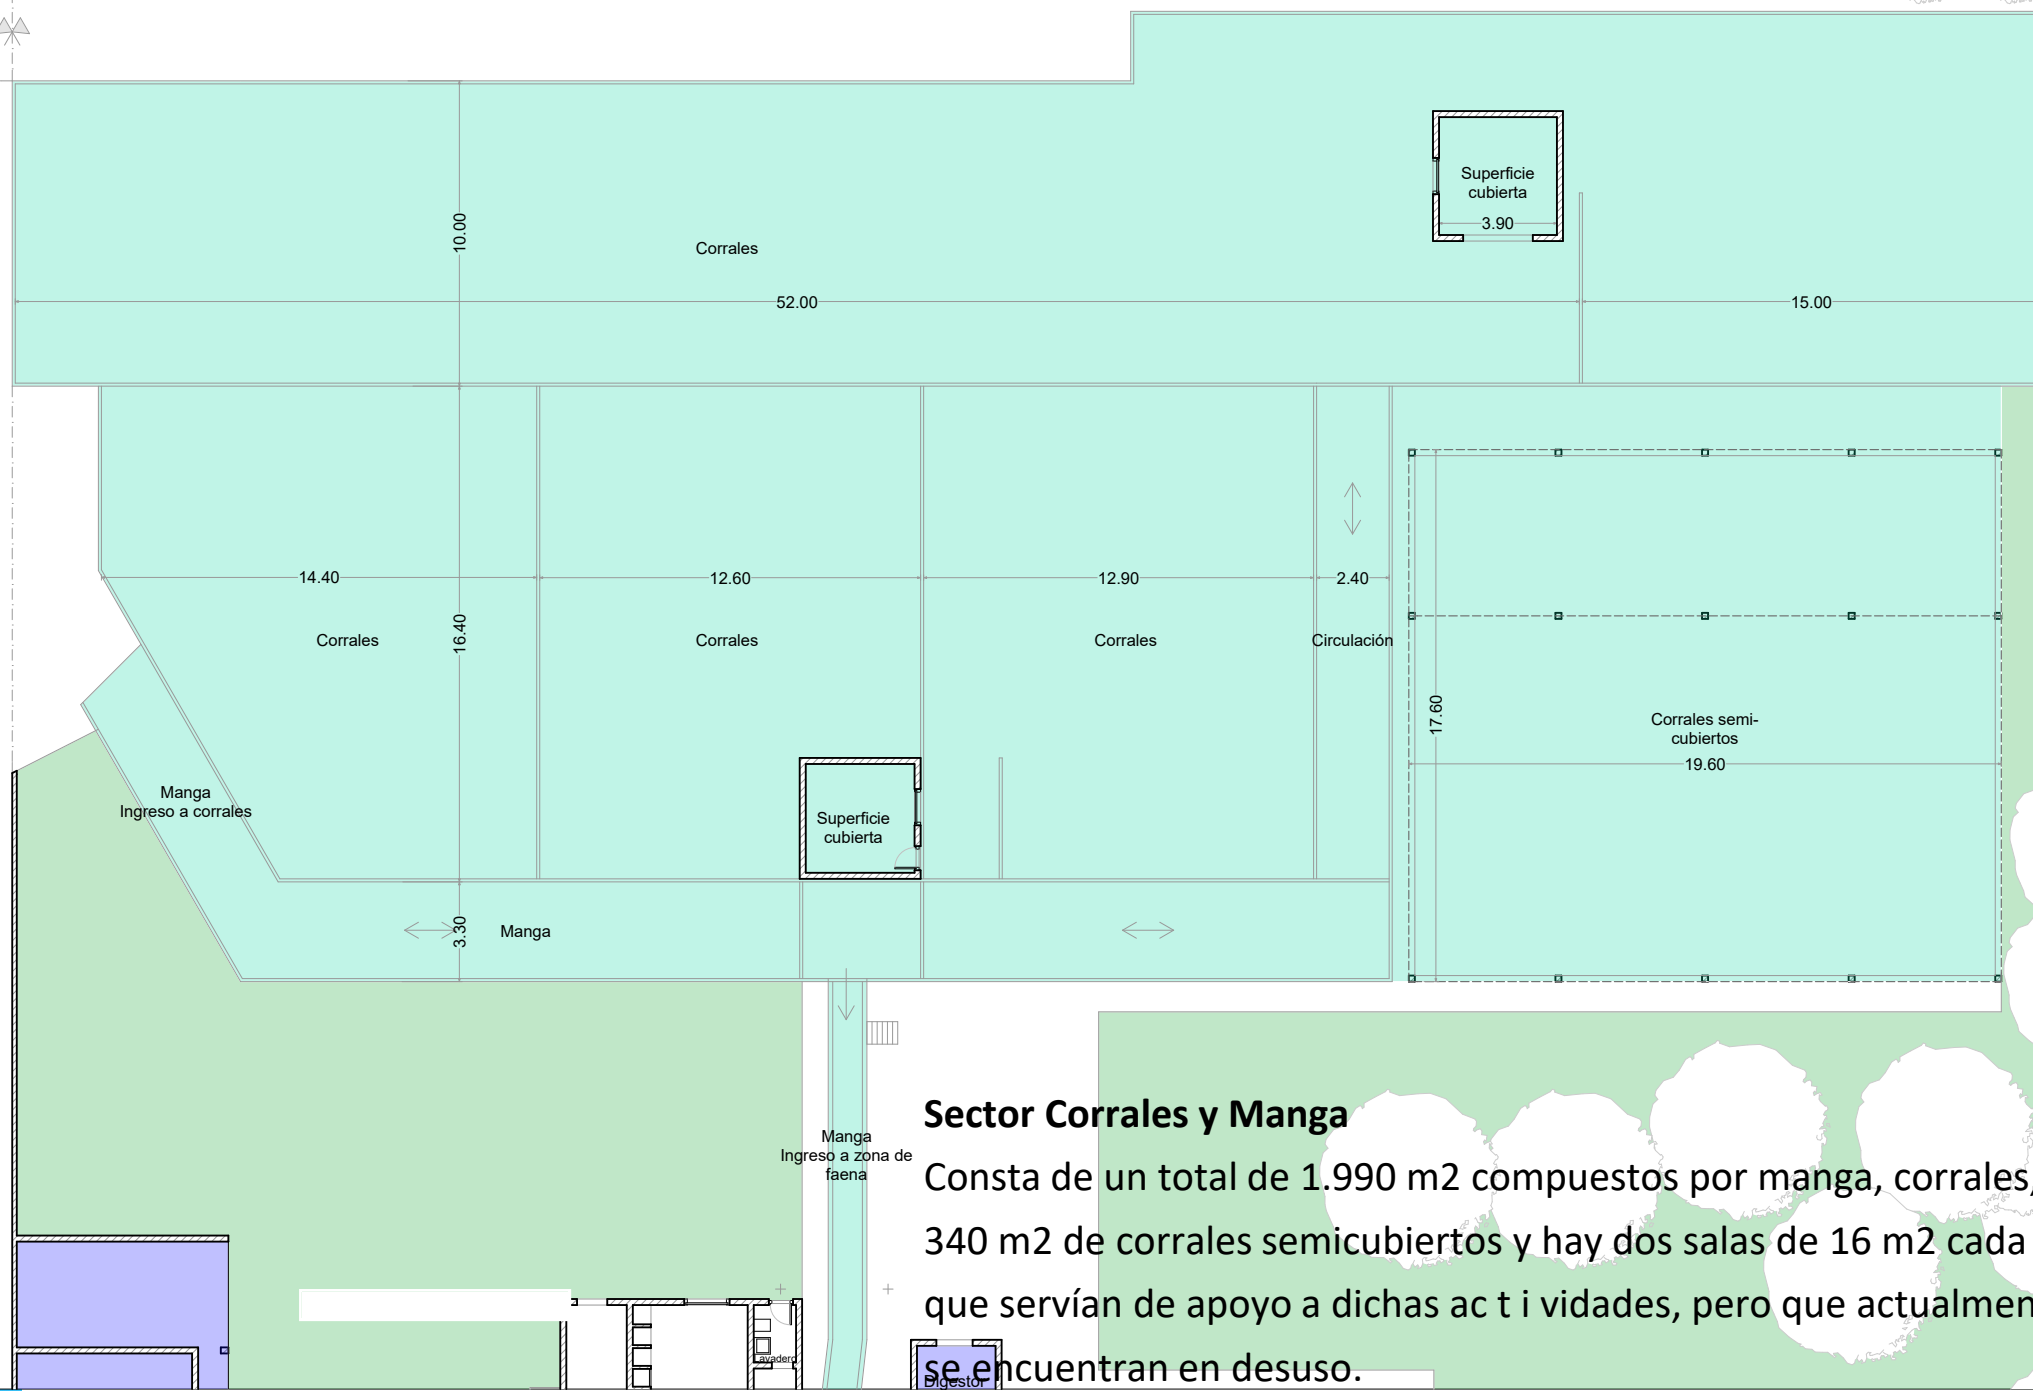 Superficie
cubierta
3.90
10.00
Corrales
52.00
15.00
14.40
12.60
12.90
2.40
16.40
Corrales
Corrales
Corrales
Circulación
17.60
Corrales semi-
cubiertos
19.60
Manga
Ingreso a corrales
Superficie
cubierta
3.30
Manga
Manga
Ingreso a zona de
faena
Sector Corrales y Manga
Consta de un total de 1.990 m2 compuestos por manga, corrales,
340 m2 de corrales semicubiertos y hay dos salas de 16 m2 cada
que servían de apoyo a dichas ac t i vidades, pero que actualmen
se encuentran en desuso.
Lavadero
Digestor